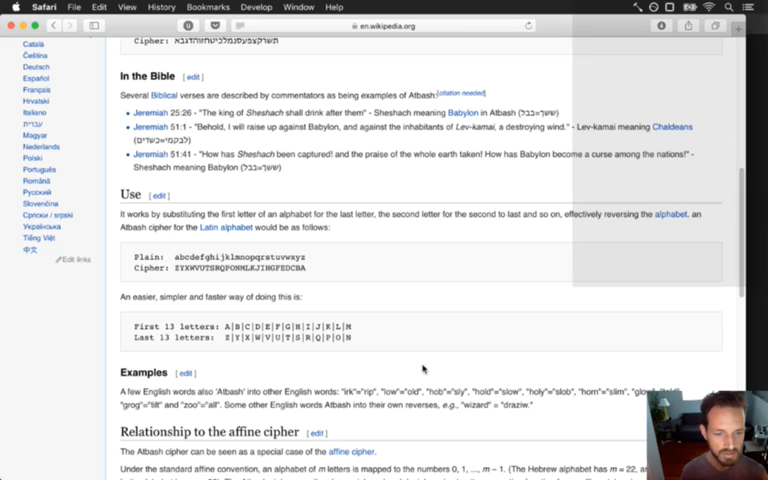 Safari File Edit View History Bookmarks Develop Window Help
en.wikipedia.org
Català
Čeština
Deutsch
Español
Français
Hrvatski
Italiano
עברית
Magyar
Nederlands
Polski
Português
Română
Русский
Slovenčina
Српски / srpski
Українська
Tiếng Việt
中文
Edit links
Cipher: תשרקצפעסנמלכיטחזוהדגבא
In the Bible [ edit ]
Several Biblical verses are described by commentators as being examples of Atbash:[citation needed]
• Jeremiah 25:26 - "The king of Sheshach shall drink after them" - Sheshach meaning Babylon in Atbash (ששך=בבל)
• Jeremiah 51:1 - "Behold, I will raise up against Babylon, and against the inhabitants of Lev-kamai, a destroying wind." - Lev-kamai meaning Chaldeans
(לבקמי=כשדים)
• Jeremiah 51:41 - "How has Sheshach been captured! and the praise of the whole earth taken! How has Babylon become a curse among the nations!" -
Sheshach meaning Babylon (ששך=בבל)
Use [ edit ]
It works by substituting the first letter of an alphabet for the last letter, the second letter for the second to last and so on, effectively reversing the alphabet, an
Atbash cipher for the Latin alphabet would be as follows:
Plain: abcdefghijklmnopqrstuvwxyz
Cipher: ZYXWVUTSRQPONMLKJIHGFEDCBA
An easier, simpler and faster way of doing this is:
First 13 letters: A|B|C|D|E|F|G|H|I|J|K|L|M
Last 13 letters: Z|Y|X|W|V|U|T|S|R|Q|P|O|N
Examples [ edit ]
A few English words also 'Atbash' into other English words: "irk"="rip", "low"="old", "hob"="sly", "hold"="slow", "holy"="slob", "horn"="slim",
"grog"="tilt" and "zoo"="all". Some other English words Atbash into their own reverses, e.g., "wizard" = "draziw."
Relationship to the affine cipher [ edit ]
The Atbash cipher can be seen as a special case of the affine cipher.
Under the standard affine convention, an alphabet of m letters is mapped to the numbers 0, 1, ..., m − 1. (The Hebrew alphabet has m = 22, a